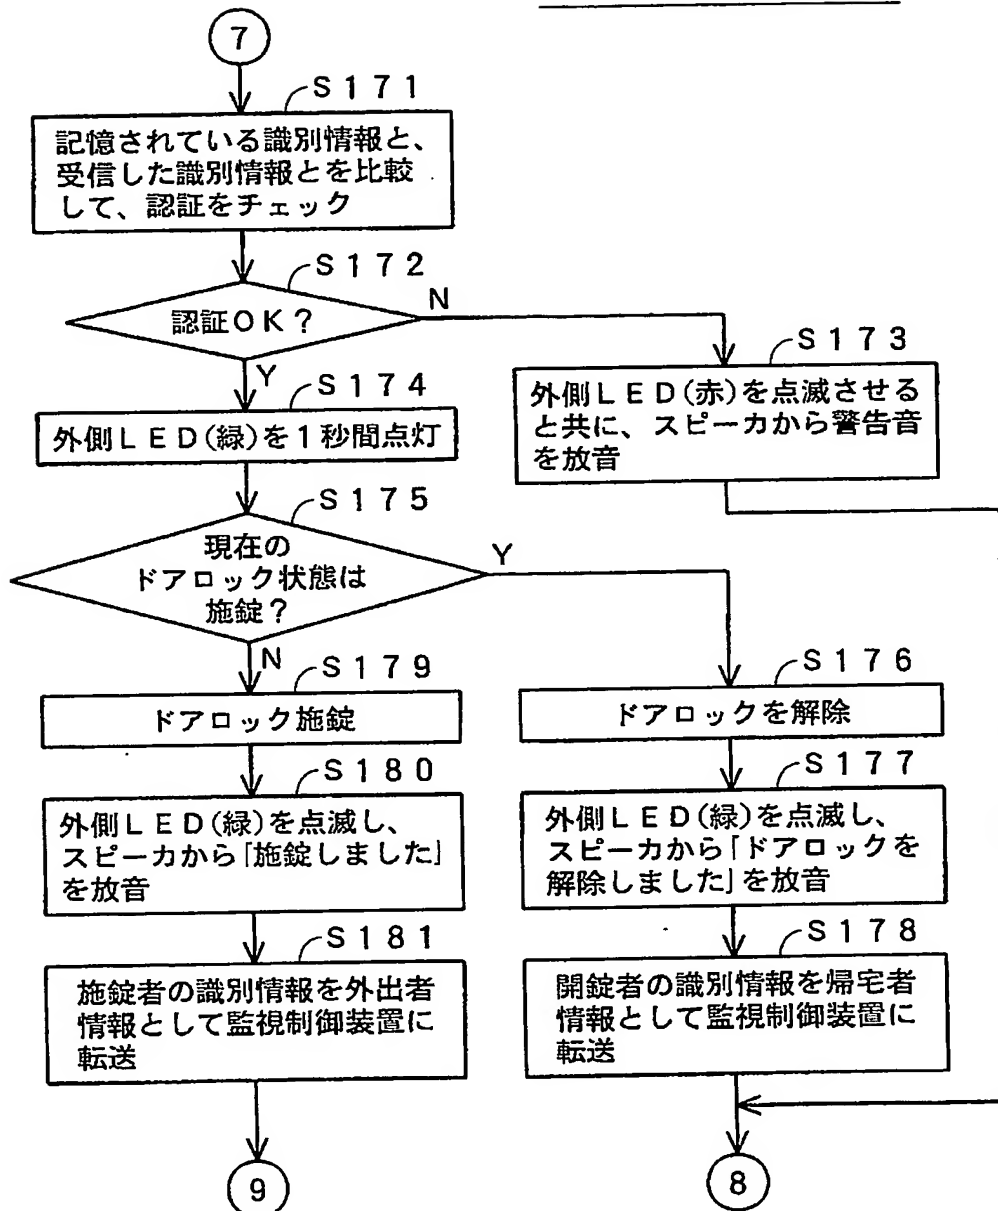 7
S171
記憶されている識別情報と、
受信した識別情報とを比較
して、認証をチェック
S172
認証OK?
N
Y
S173
外側LED(赤)を点滅させる
と共に、スピーカから警告音
を放音
S174
外側LED(緑)を1秒間点灯
S175
現在の
ドアロック状態は
施錠?
Y
N
S179
ドアロック施錠
S176
ドアロックを解除
S180
外側LED(緑)を点滅し、
スピーカから「施錠しました」
を放音
S177
外側LED(緑)を点滅し、
スピーカから「ドアロックを
解除しました」を放音
S181
施錠者の識別情報を外出者
情報として監視制御装置に
転送
S178
開錠者の識別情報を帰宅者
情報として監視制御装置に
転送
9
8